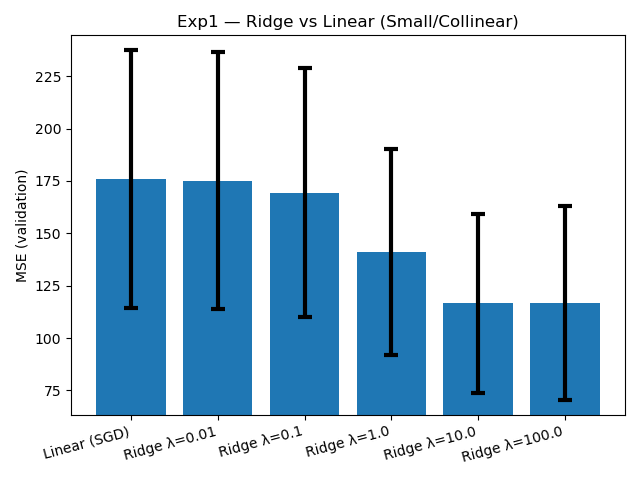 Exp1 — Ridge vs Linear (Small/Collinear)
MSE (validation)
225
200
175
150
125
100
75
Linear (SGD)
Ridge λ=0.01
Ridge λ=0.1
Ridge λ=1.0
Ridge λ=10.0
Ridge λ=100.0